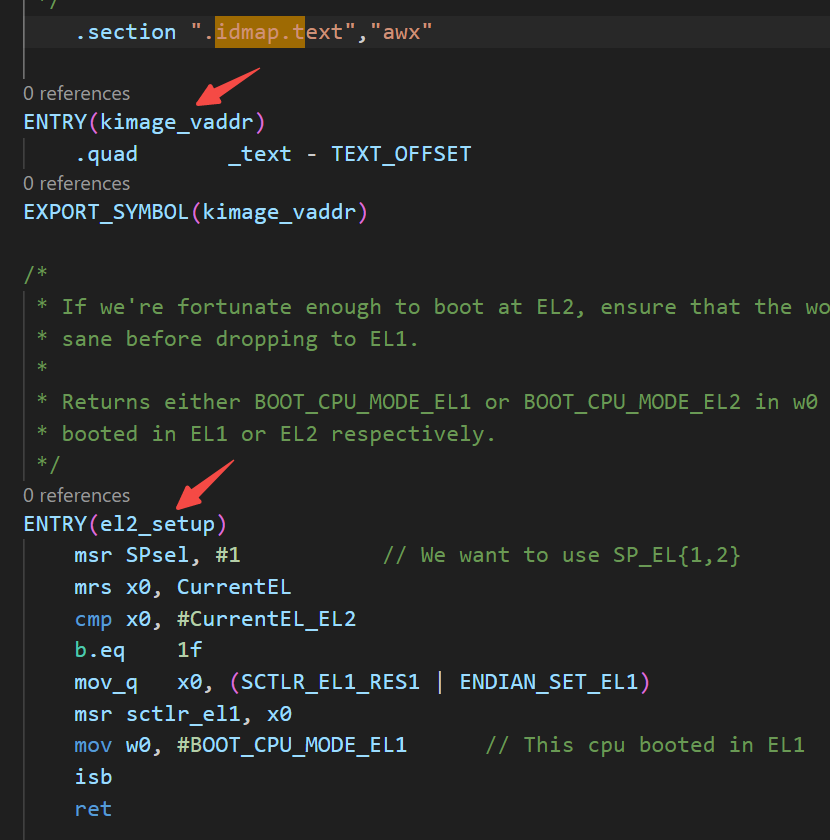 */
.section ".idmap.text","awx"
0 references
ENTRY(kimage_vaddr)
.quad _text - TEXT_OFFSET
0 references
EXPORT_SYMBOL(kimage_vaddr)
/*
* If we're fortunate enough to boot at EL2, ensure that the wo
* sane before dropping to EL1.
*
* Returns either BOOT_CPU_MODE_EL1 or BOOT_CPU_MODE_EL2 in w0
* booted in EL1 or EL2 respectively.
*/
0 references
ENTRY(el2_setup)
msr SPsel, #1 // We want to use SP_EL{1,2}
mrs x0, CurrentEL
cmp x0, #CurrentEL_EL2
b.eq 1f
mov_q x0, (SCTLR_EL1_RES1 | ENDIAN_SET_EL1)
msr sctlr_el1, x0
mov w0, #BOOT_CPU_MODE_EL1 // This cpu booted in EL1
isb
ret